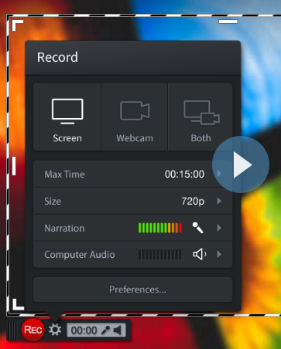 Record
Screen Webcam Both
Max Time 00:15:00
Size 720p
Narration
Computer Audio
Preferences...
REC 00:00